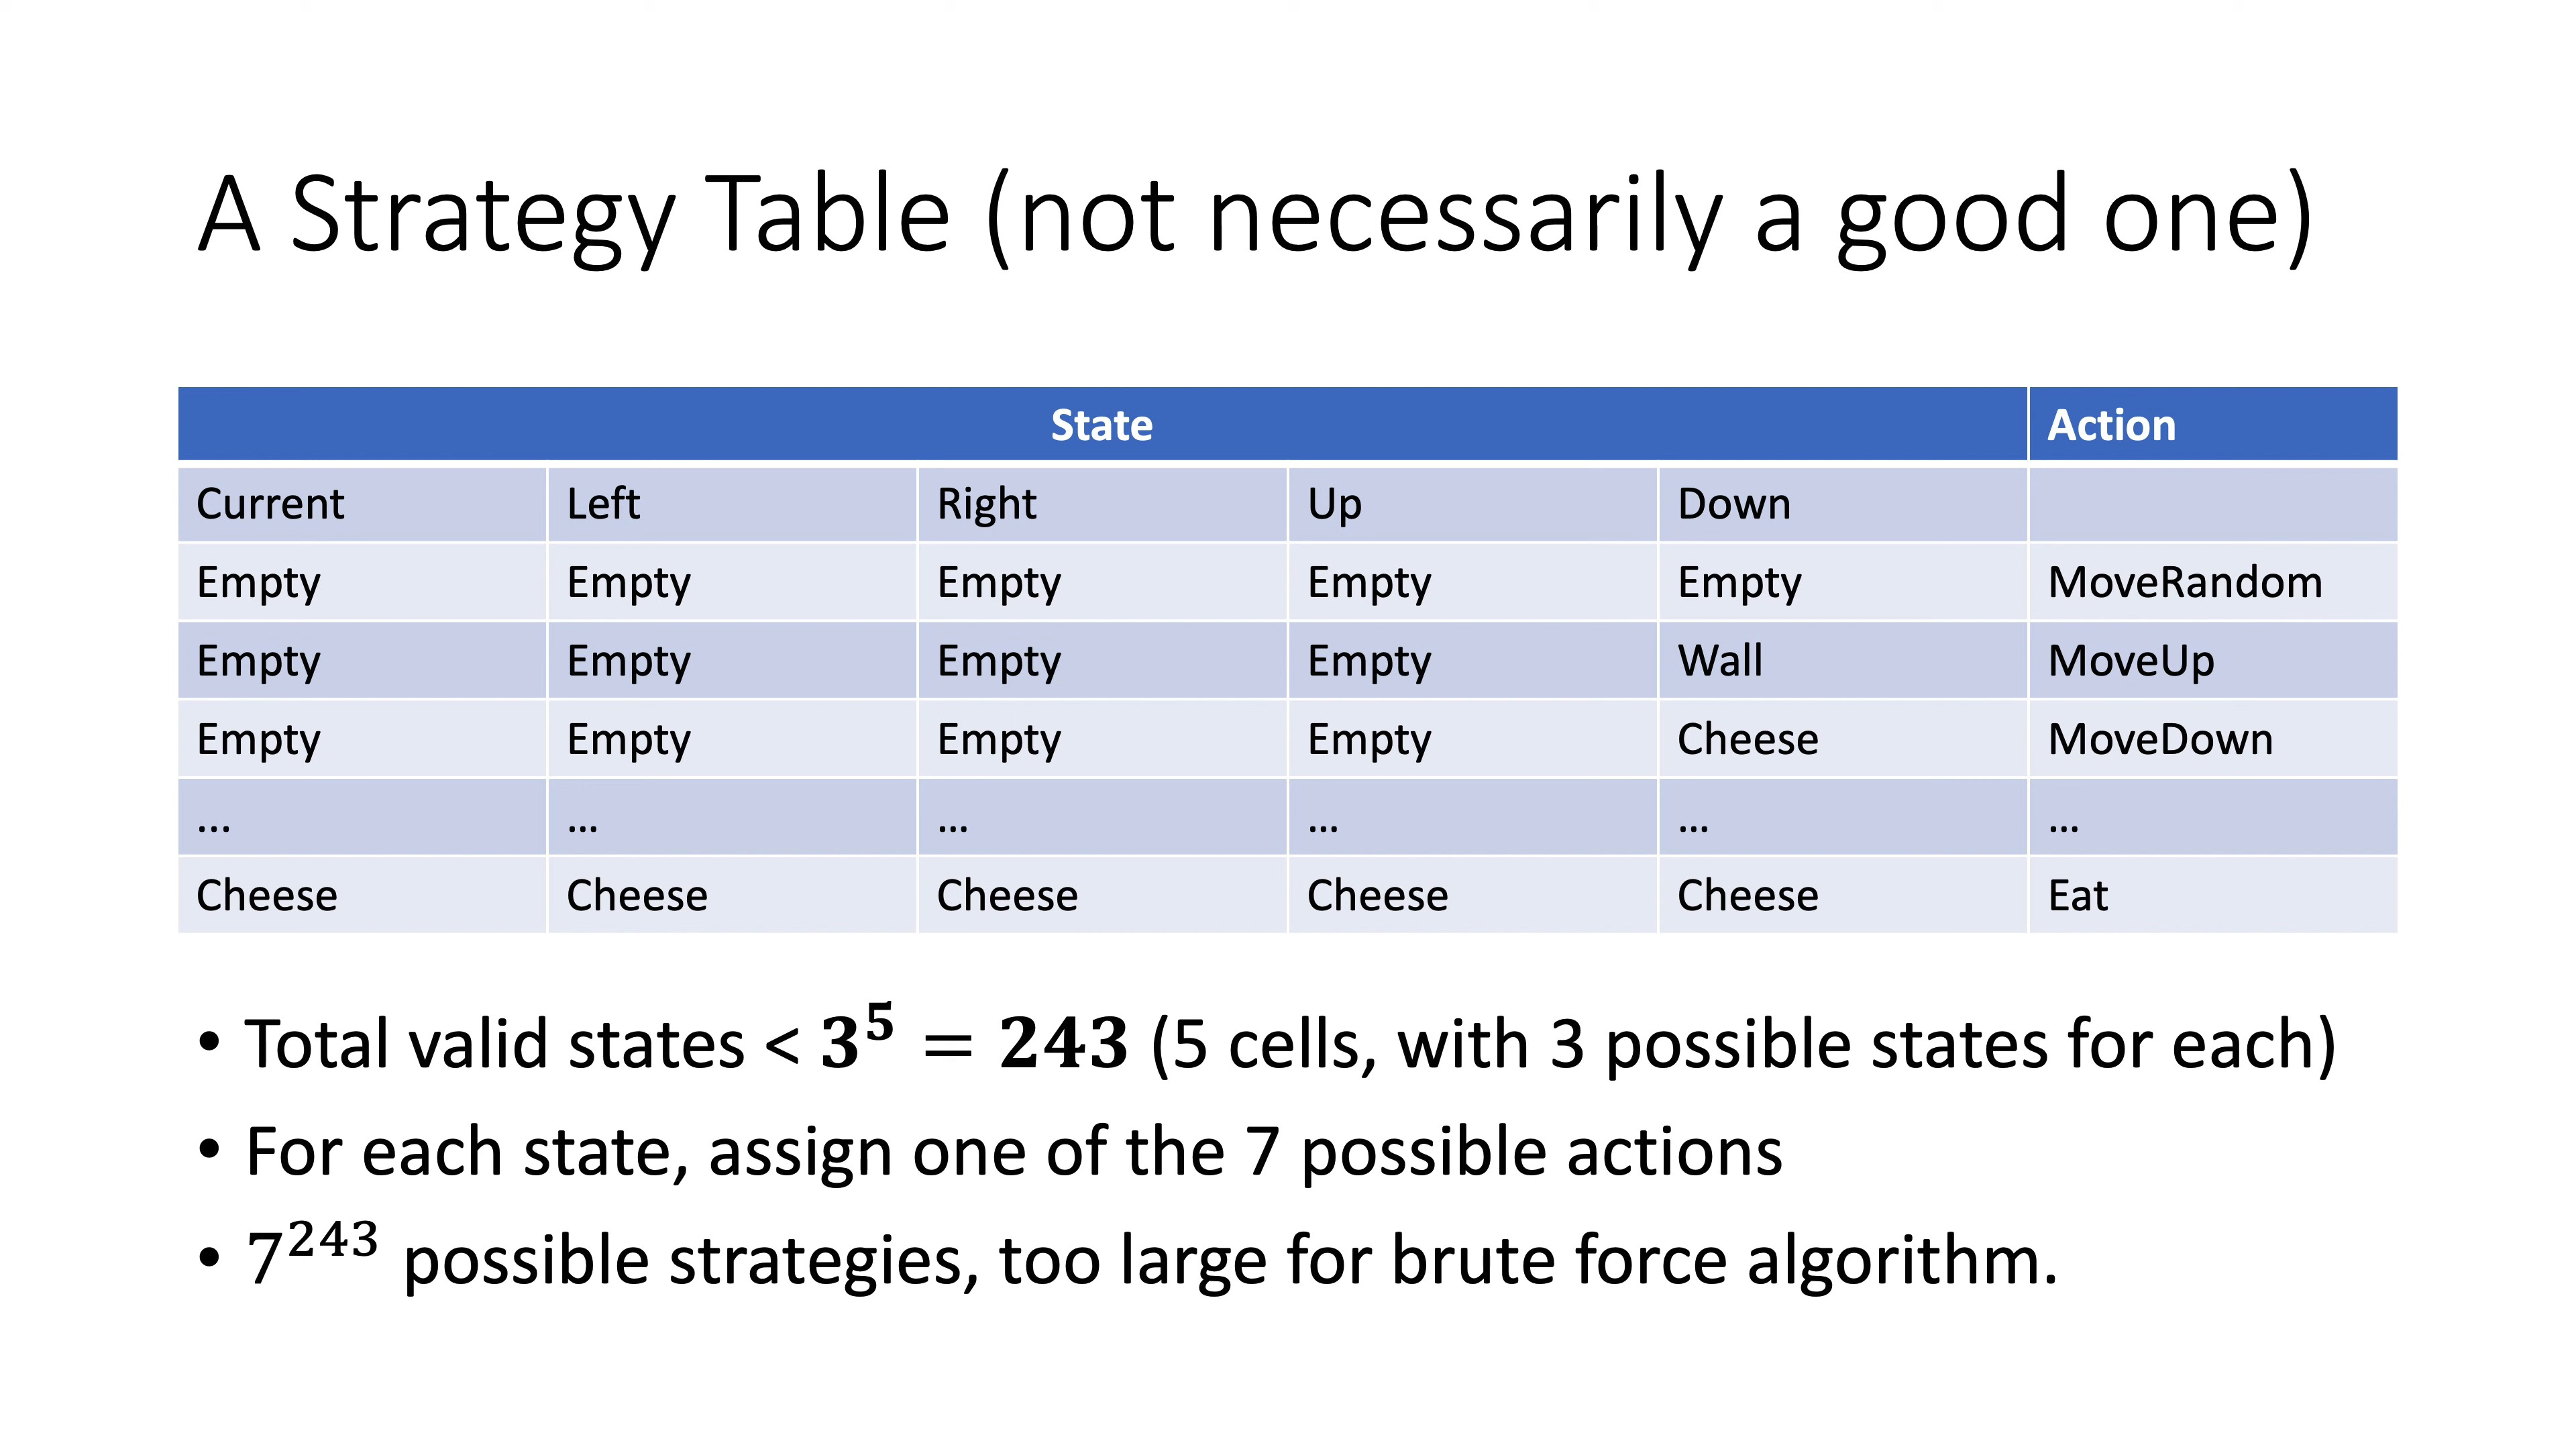 A Strategy Table (not necessarily a good one)
State Action
Current Left Right Up Down
Empty Empty Empty Empty Empty MoveRandom
Empty Empty Empty Empty Wall MoveUp
Empty Empty Empty Empty Cheese MoveDown
... ... ... ... ... ...
Cheese Cheese Cheese Cheese Cheese Eat
• Total valid states < 3⁵ = 243 (5 cells, with 3 possible states for each)
• For each state, assign one of the 7 possible actions
• 7²⁴³ possible strategies, too large for brute force algorithm.